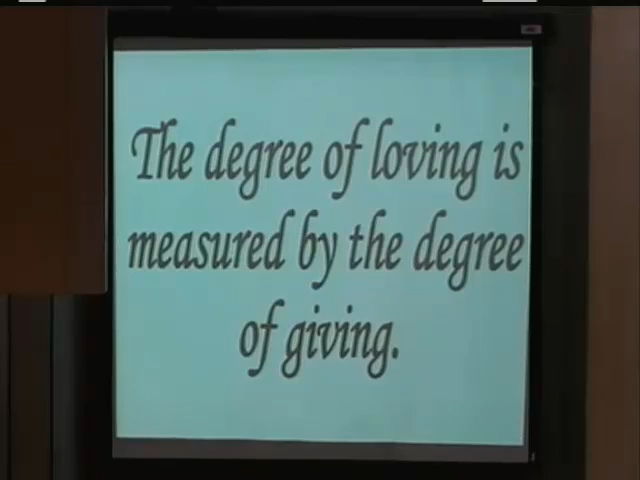 The degree of loving is
measured by the degree
of giving.